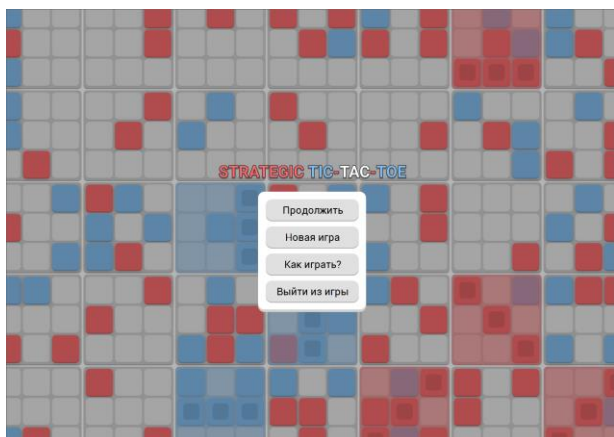 STRATEGIC TIC-TAC-TOE
Продолжить
Новая игра
Как играть?
Выйти из игры